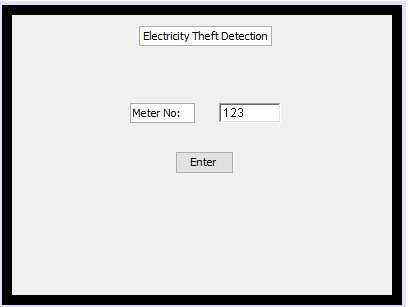 Electricity Theft Detection
Meter No: 123
Enter